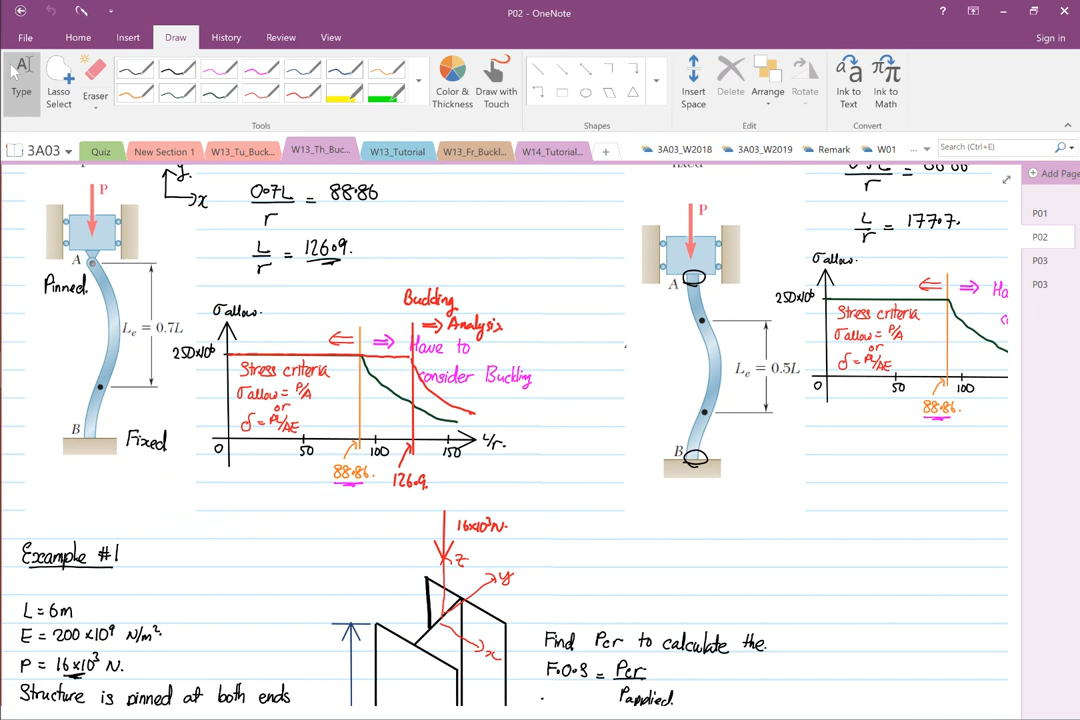 P02 - OneNote
?
File
Home
Insert
Draw
History
Review
View
Sign in
Type
Lasso Select
Eraser
Color & Thickness
Draw with Touch
Insert Space
Delete
Arrange
Rotate
Ink to Text
Ink to Math
Tools
Shapes
Edit
Convert
3A03
Quiz
New Section 1
W13_Tu_Buck...
W13_Th_Buc...
W13_Tutorial
W13_Fr_Buckl...
W14_Tutorial...
3A03_W2018
3A03_W2019
Remark
W01
...
Search (Ctrl+E)
Add Page
P01
P02
P03
P03
P
y
x
0.7L/r = 88.86
L/r = 126.9.
A
Pinned.
Le = 0.7L
B
Fixed
σallow.
250×10⁶
Stress criteria
σallow = P/A
or
δ = PL/AE
Buckling
⇒ Analysis
⇐
⇒ Have to
consider Buckling
0
50
100
150
L/r.
88.86.
126.9.
P
A
Le = 0.5L
B
L/r = 177.7.
σallow.
250×10⁶
Stress criteria
σallow = P/A
or
δ = PL/AE
⇐
⇒ Ha
0
50
100
88.86.
Example #1
L = 6m
E = 200×10⁹ N/m².
P = 16×10³ N.
Structure is pinned at both ends
16×10³N.
z
y
x
Find Pcr to calculate the.
F.O.S = Pcr/Papplied.